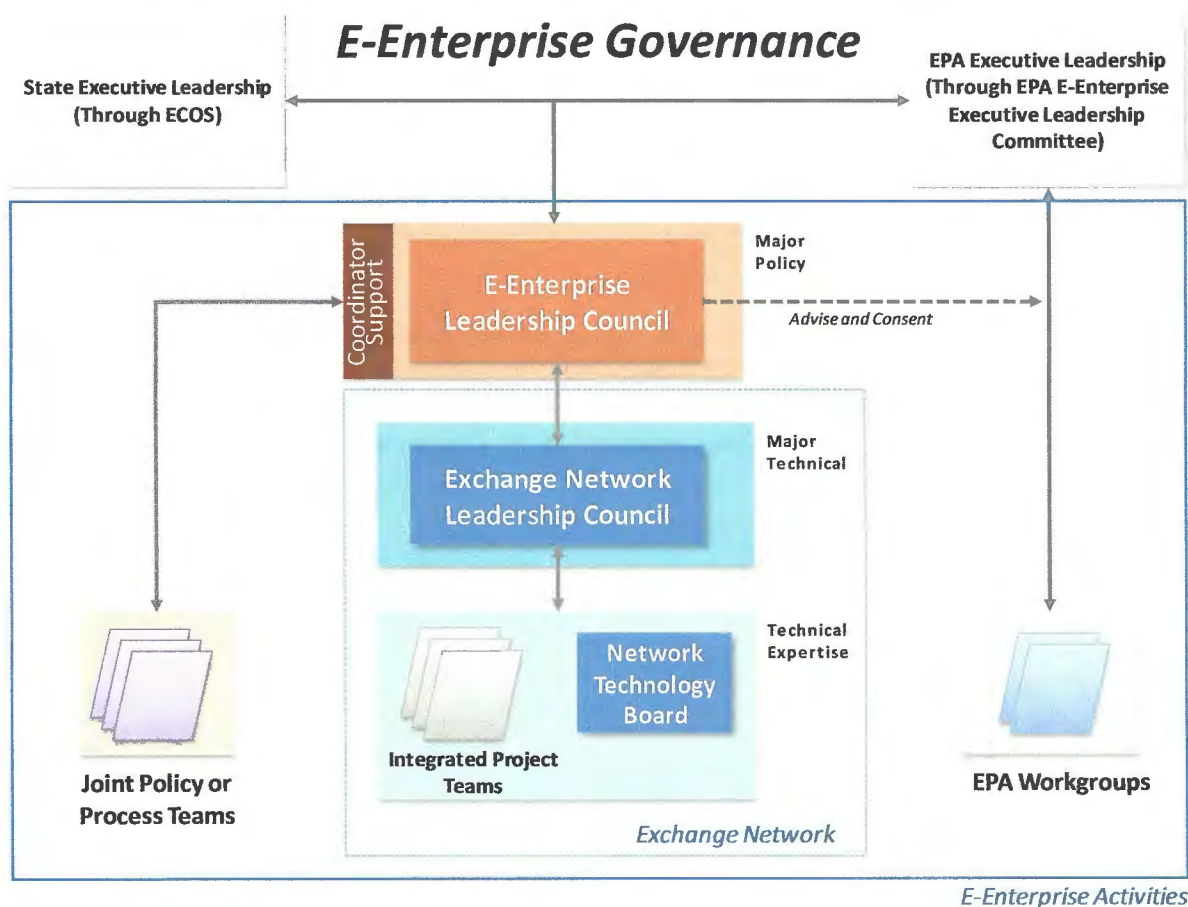 E-Enterprise Governance
State Executive Leadership
(Through ECOS)
EPA Executive Leadership
(Through EPA E-Enterprise
Executive Leadership
Committee)
Coordinator
Support
E-Enterprise
Leadership Council
Major
Policy
Advise and Consent
Exchange Network
Leadership Council
Major
Technical
Integrated Project
Teams
Network
Technology
Board
Technical
Expertise
Joint Policy or
Process Teams
EPA Workgroups
Exchange Network
E-Enterprise Activities